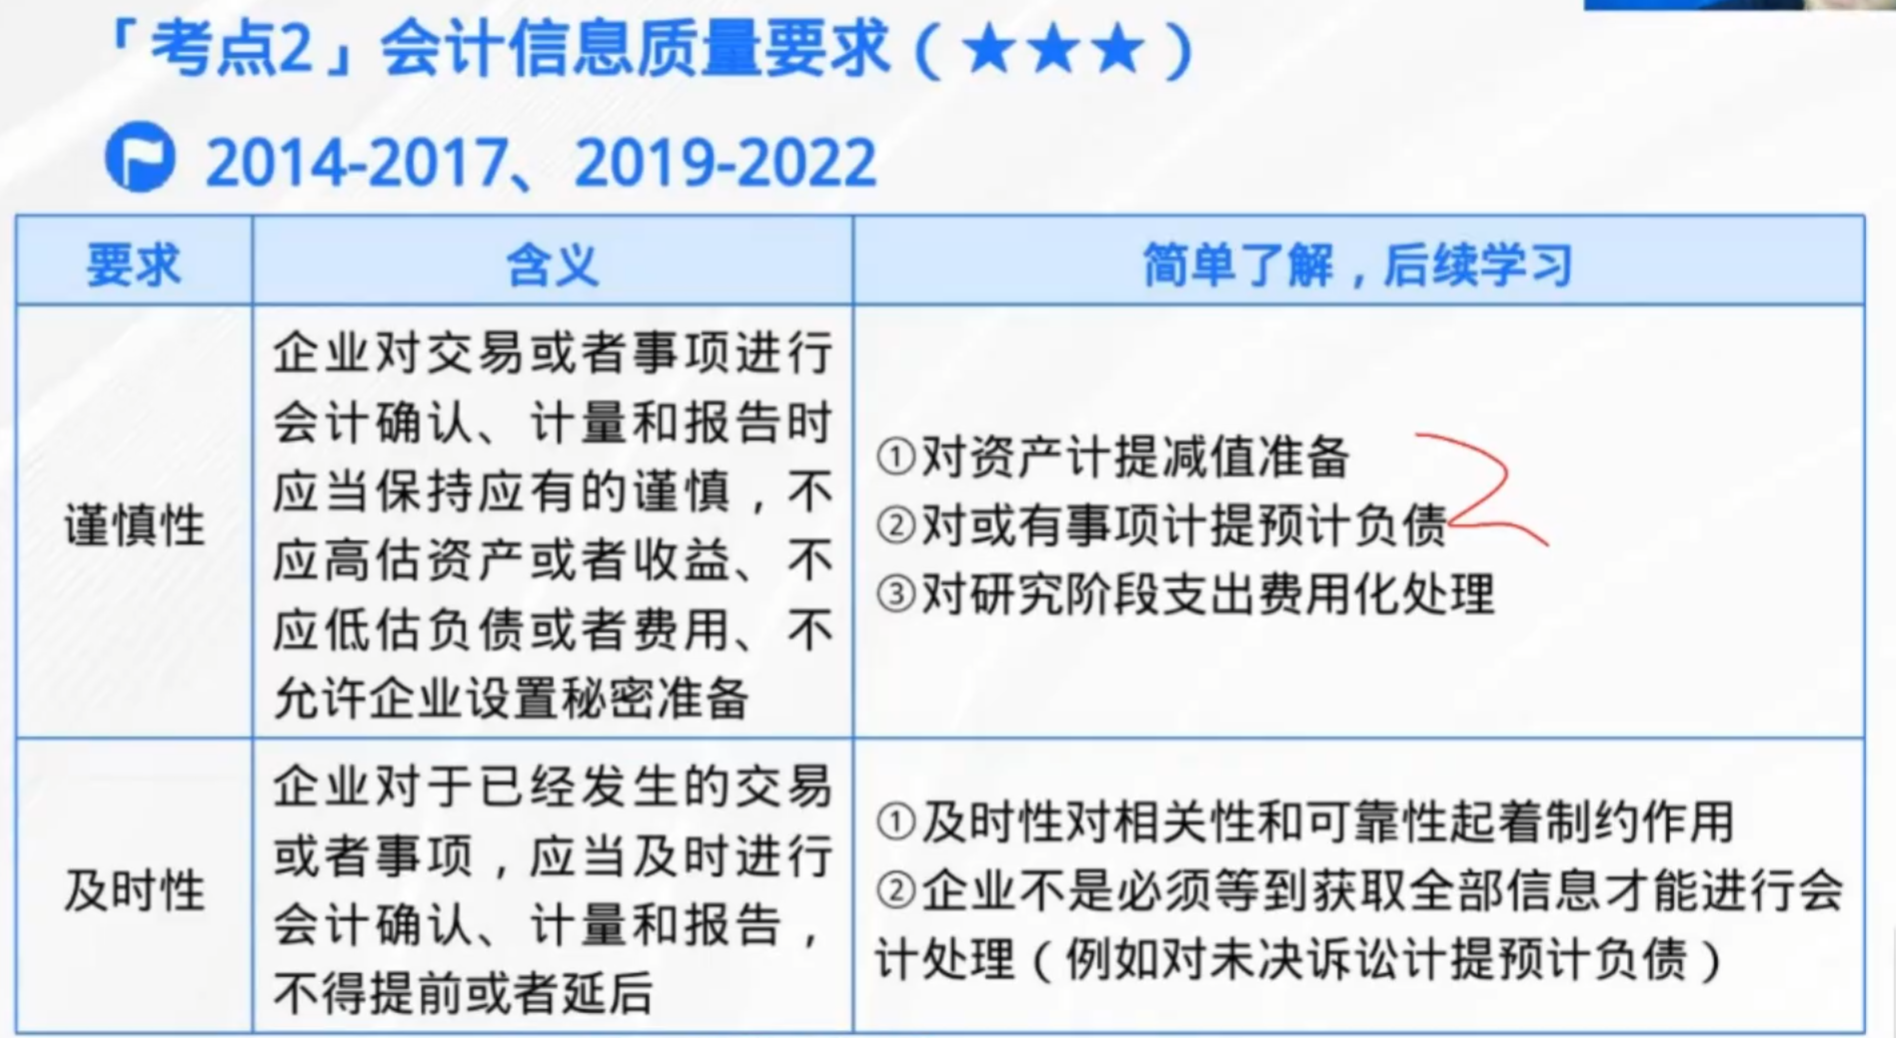 「考点2」会计信息质量要求（★★★）
2014-2017、2019-2022
要求
含义
简单了解，后续学习
谨慎性
企业对交易或者事项进行
会计确认、计量和报告时
应当保持应有的谨慎，不
应高估资产或者收益、不
应低估负债或者费用、不
允许企业设置秘密准备
①对资产计提减值准备
②对或有事项计提预计负债
③对研究阶段支出费用化处理
及时性
企业对于已经发生的交易
或者事项，应当及时进行
会计确认、计量和报告，
不得提前或者延后
①及时性对相关性和可靠性起着制约作用
②企业不是必须等到获取全部信息才能进行会
计处理（例如对未决诉讼计提预计负债）